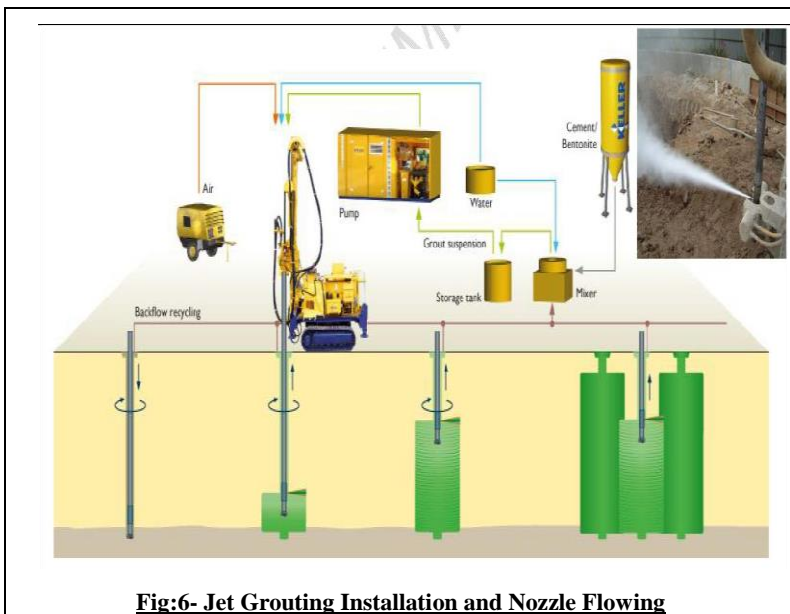 KELLER
Cement/
Bentonite
Air
Pump
Water
Grout suspension
Storage tank
Mixer
Backflow recycling
Fig:6- Jet Grouting Installation and Nozzle Flowing